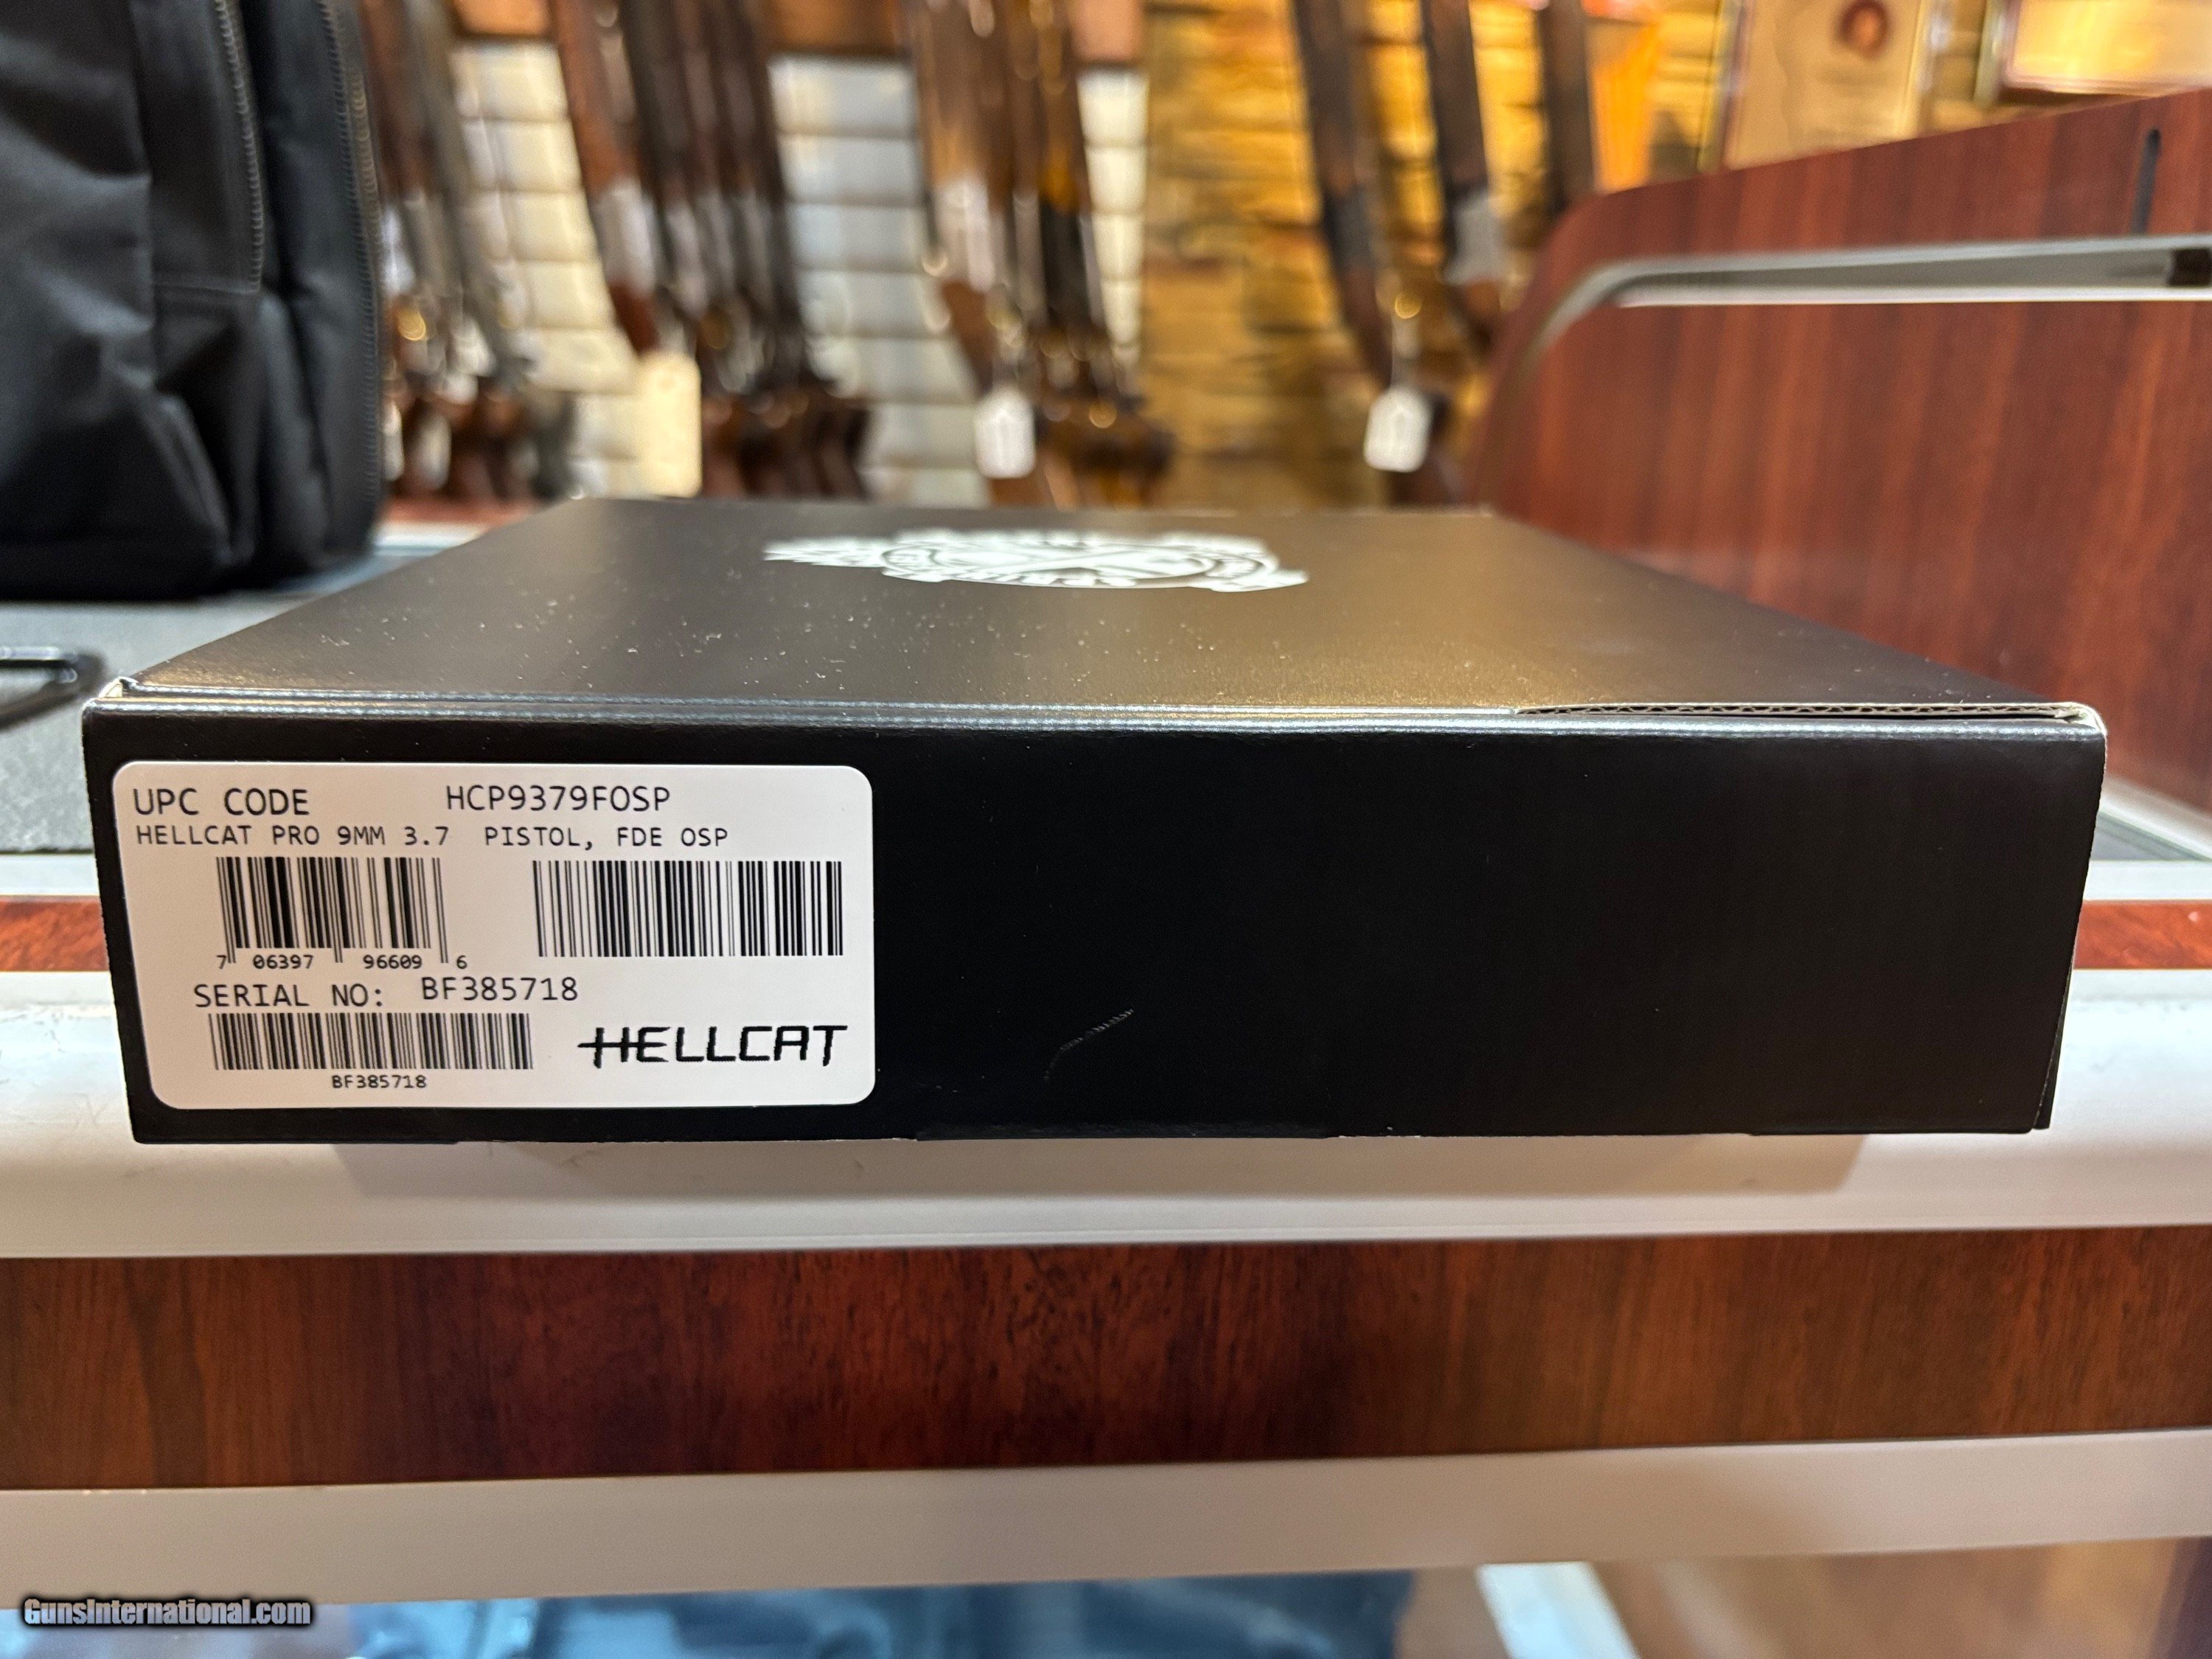 UPC CODE HCP9379FOSP
HELLCAT PRO 9MM 3.7 PISTOL, FDE OSP
7 06397 96609 6
SERIAL NO: BF385718
HELLCAT
BF385718
GunsInternational.com